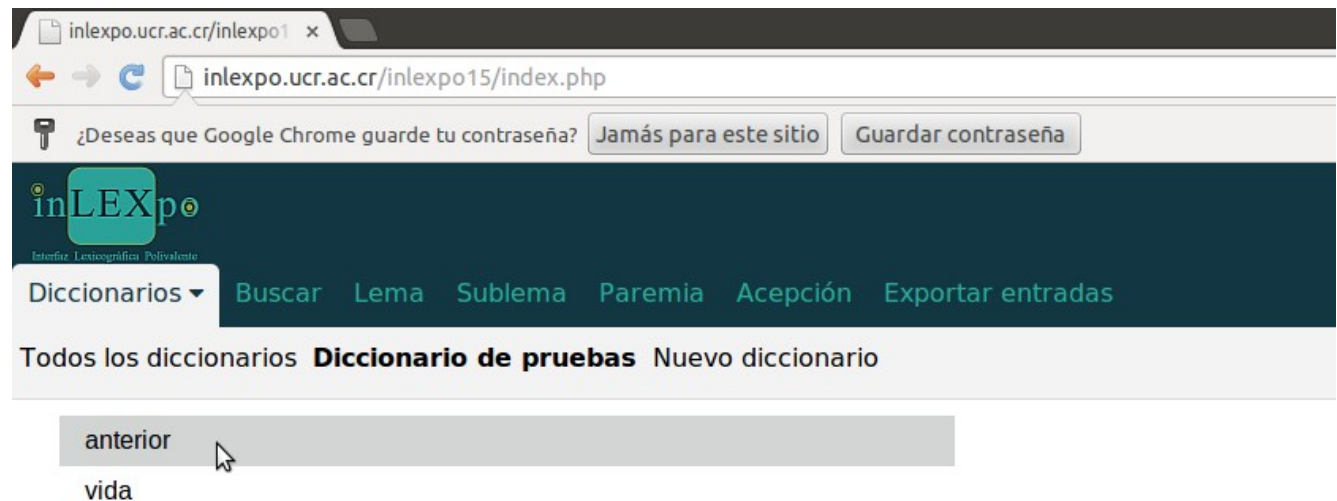 inlexpo.ucr.ac.cr/inlexpo1
inlexpo.ucr.ac.cr/inlexpo15/index.php
¿Deseas que Google Chrome guarde tu contraseña? Jamás para este sitio Guardar contraseña
inLEXpo
Interfaz Lexicográfica Polivalente
Diccionarios Buscar Lema Sublema Paremia Acepción Exportar entradas
Todos los diccionarios Diccionario de pruebas Nuevo diccionario
anterior
vida